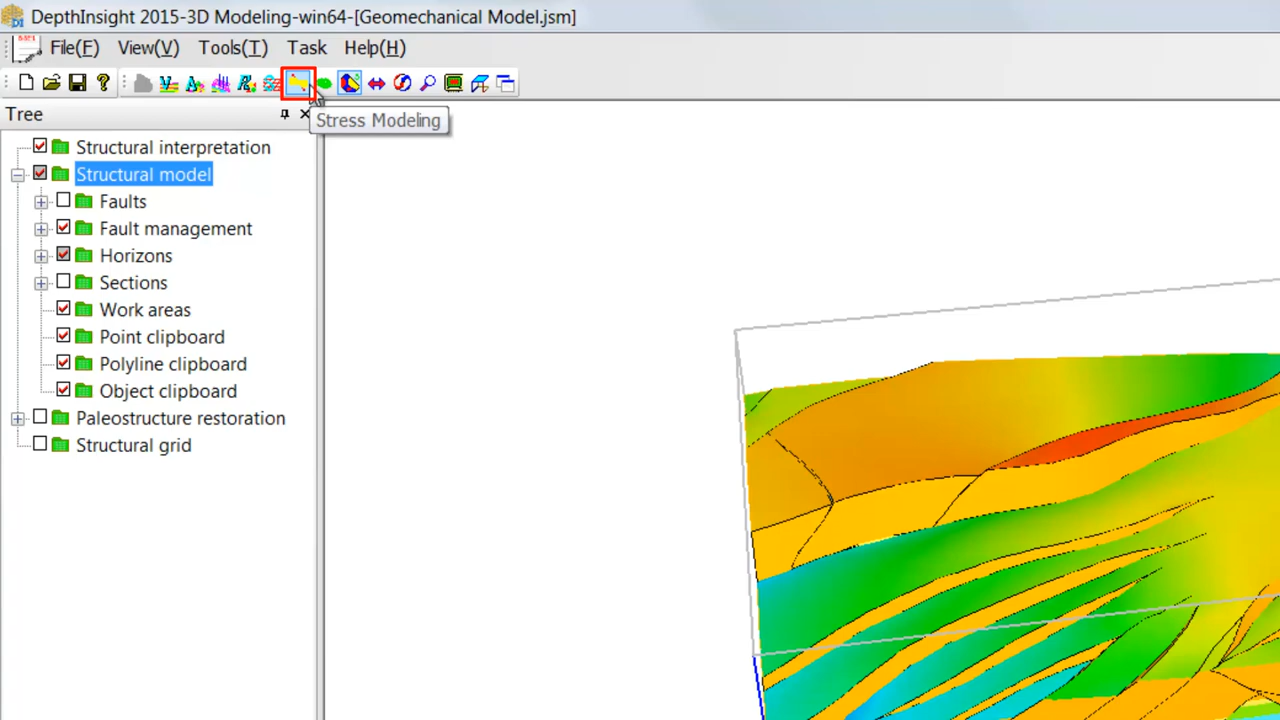 DepthInsight 2015-3D Modeling-win64-[Geomechanical Model.jsm]
File(F) View(V) Tools(T) Task Help(H)
Stress Modeling
Tree
Structural interpretation
Structural model
Faults
Fault management
Horizons
Sections
Work areas
Point clipboard
Polyline clipboard
Object clipboard
Paleostructure restoration
Structural grid